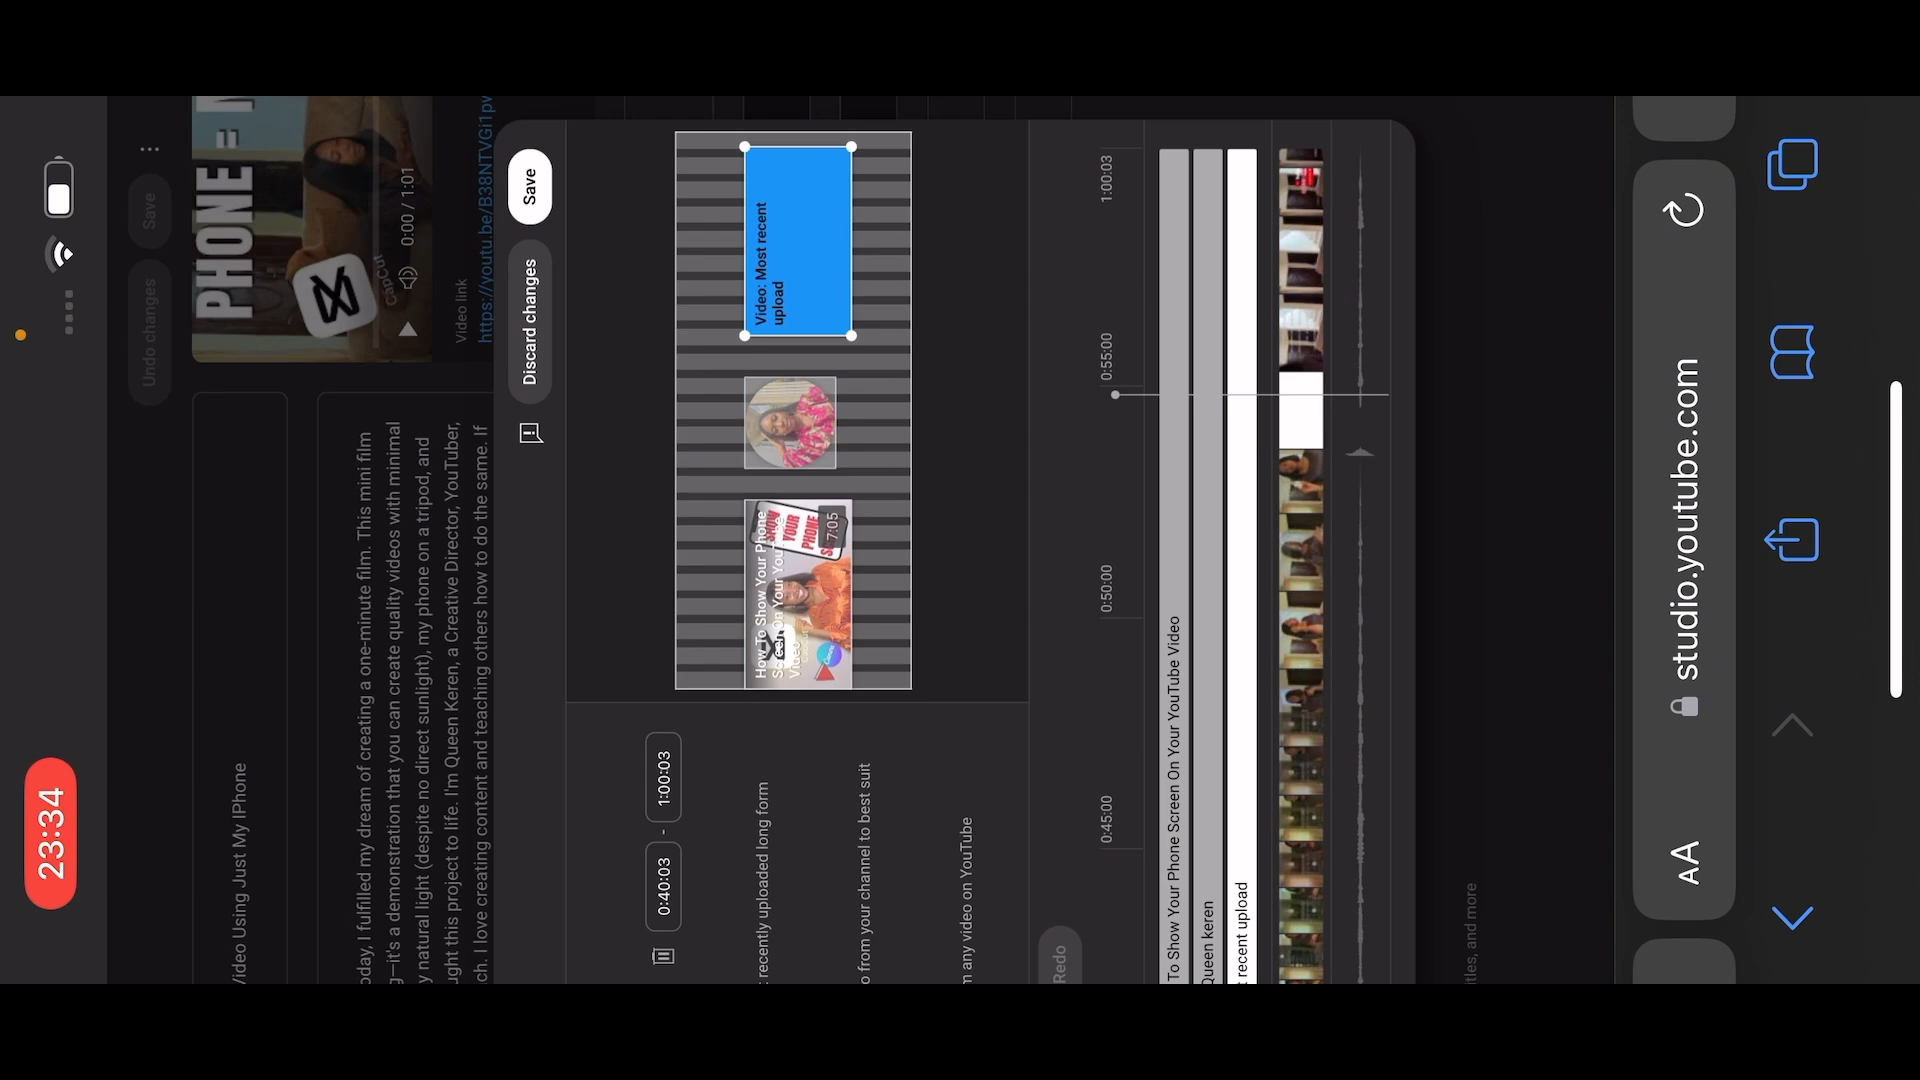 23:34
Undo changes
Save
PHONE =
CapCut
0:00 / 1:01
Video link
https://youtu.be/B38NTVGi1pv
Video Using Just My IPhone
oday, I fulfilled my dream of creating a one-minute film. This mini film
g—it's a demonstration that you can create quality videos with minimal
y natural light (despite no direct sunlight), my phone on a tripod, and
ught this project to life. I'm Queen Keren, a Creative Director, YouTuber,
ch. I love creating content and teaching others how to do the same. If
Discard changes
Save
0:40:03 - 1:00:03
: recently uploaded long form
o from your channel to best suit
m any video on YouTube
How To Show Your Phone
Screen On Your YouTube
Video
SHOW
YOUR
PHONE
7:05
Canva
Video: Most recent
upload
Redo
0:45:00
0:50:00
0:55:00
1:00:03
To Show Your Phone Screen On Your YouTube Video
Queen keren
recent upload
itles, and more
AA
studio.youtube.com